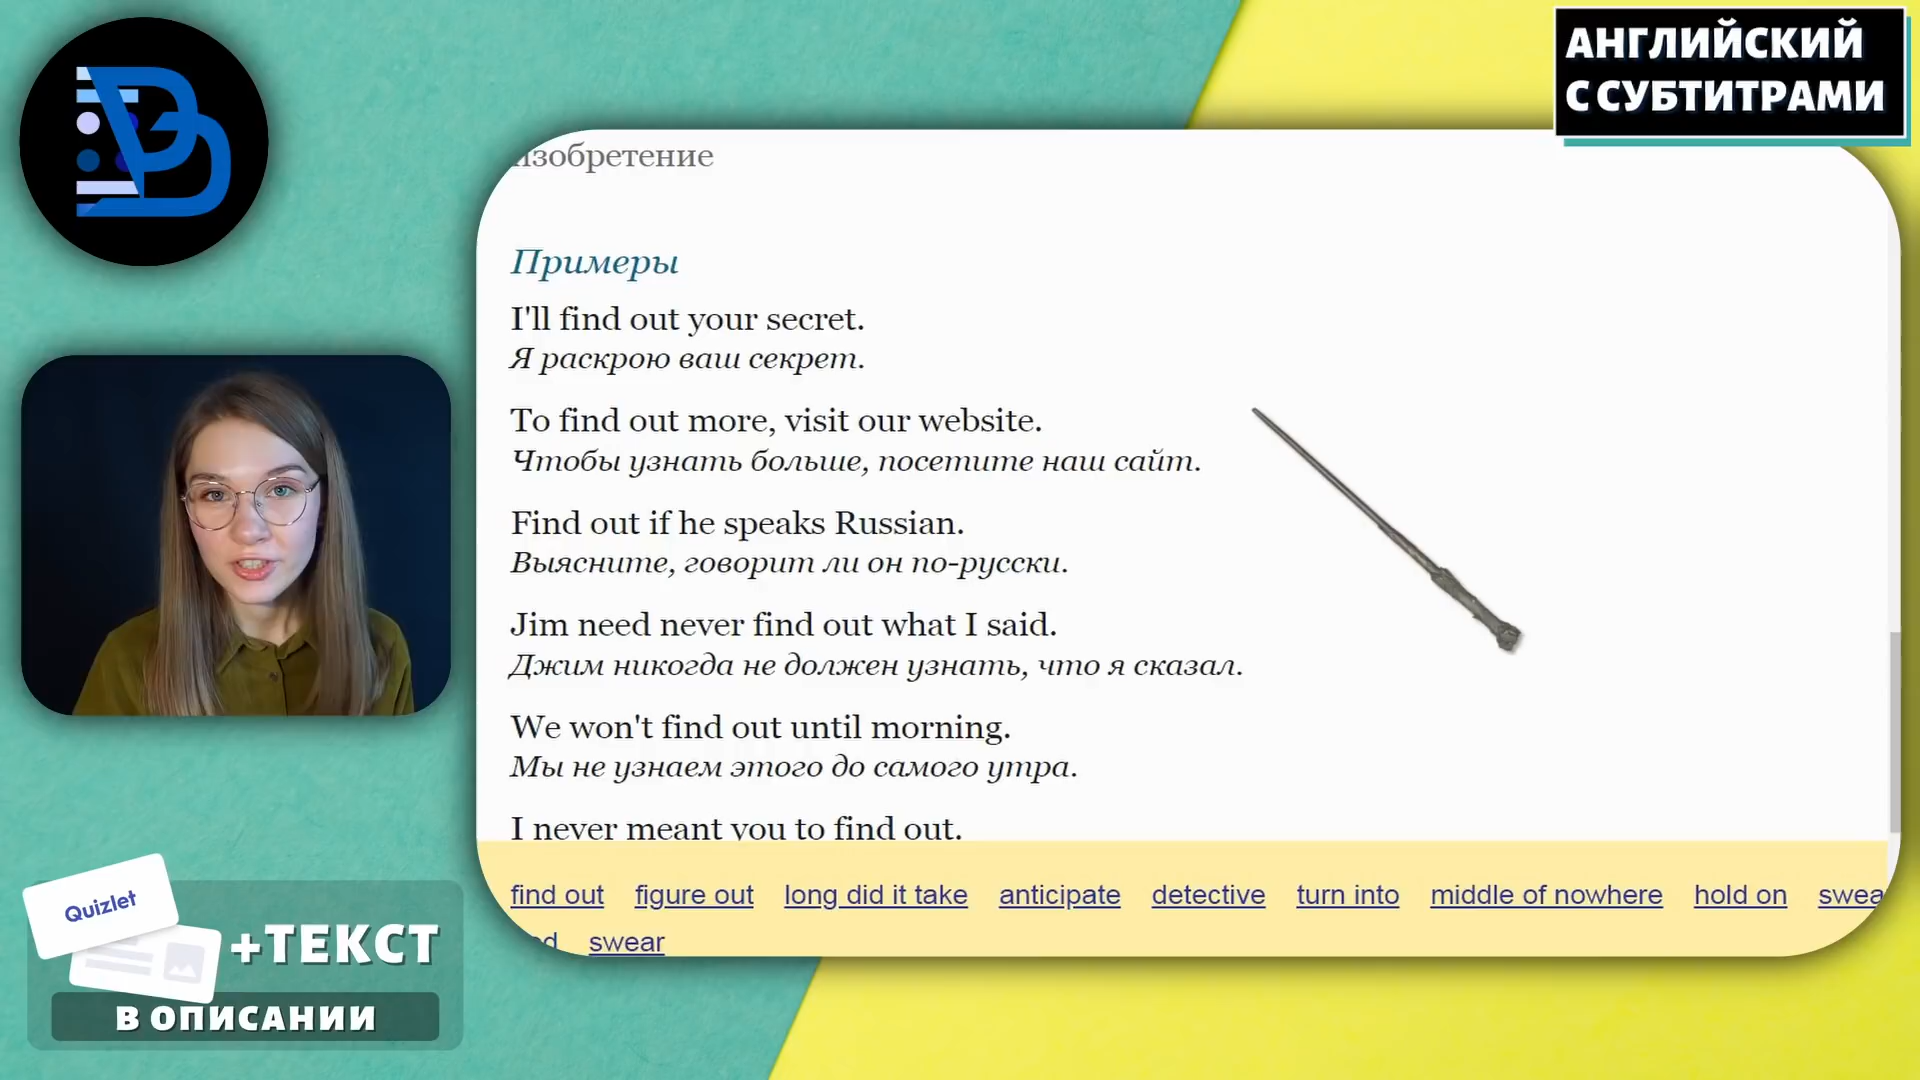 АНГЛИЙСКИЙ
С СУБТИТРАМИ
изобретение
Примеры
I'll find out your secret.
Я раскрою ваш секрет.
To find out more, visit our website.
Чтобы узнать больше, посетите наш сайт.
Find out if he speaks Russian.
Выясните, говорит ли он по-русски.
Jim need never find out what I said.
Джим никогда не должен узнать, что я сказал.
We won't find out until morning.
Мы не узнаем этого до самого утра.
I never meant you to find out.
find out figure out long did it take anticipate detective turn into middle of nowhere hold on
swear
Quizlet
+ТЕКСТ
В ОПИСАНИИ